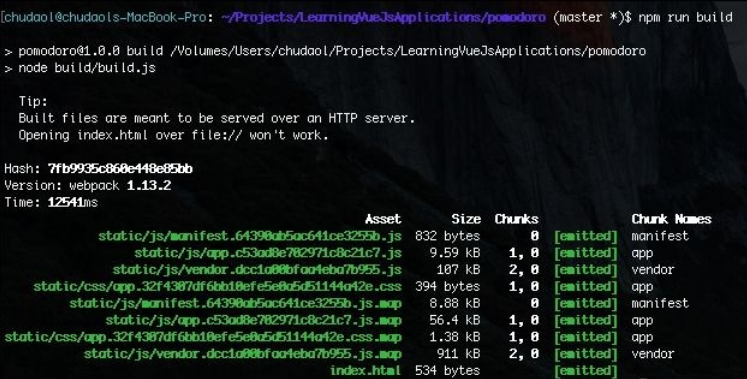 [chudaol@chudaols-MacBook-Pro: ~/Projects/LearningVueJsApplications/pomodoro (master *)$ npm run build
> pomodoro@1.0.0 build /Volumes/Users/chudaol/Projects/LearningVueJsApplications/pomodoro
> node build/build.js
Tip:
Built files are meant to be served over an HTTP server.
Opening index.html over file:// won't work.
Hash: 7fb9935c860e448e85bb
Version: webpack 1.13.2
Time: 12541ms
Asset Size Chunks Chunk Names
static/js/manifest.64390ab5ac641ce3255b.js 832 bytes 0 [emitted] manifest
static/js/app.c53ad8e702971c8c21c7.js 9.59 kB 1, 0 [emitted] app
static/js/vendor.dcc1a00bfaa4eba7b955.js 107 kB 2, 0 [emitted] vendor
static/css/app.32f4307df6bb10efe5e0a5d51144a42e.css 394 bytes 1, 0 [emitted] app
static/js/manifest.64390ab5ac641ce3255b.js.map 8.88 kB 0 [emitted] manifest
static/js/app.c53ad8e702971c8c21c7.js.map 56.4 kB 1, 0 [emitted] app
static/css/app.32f4307df6bb10efe5e0a5d51144a42e.css.map 1.38 kB 1, 0 [emitted] app
static/js/vendor.dcc1a00bfaa4eba7b955.js.map 911 kB 2, 0 [emitted] vendor
index.html 534 bytes [emitted]